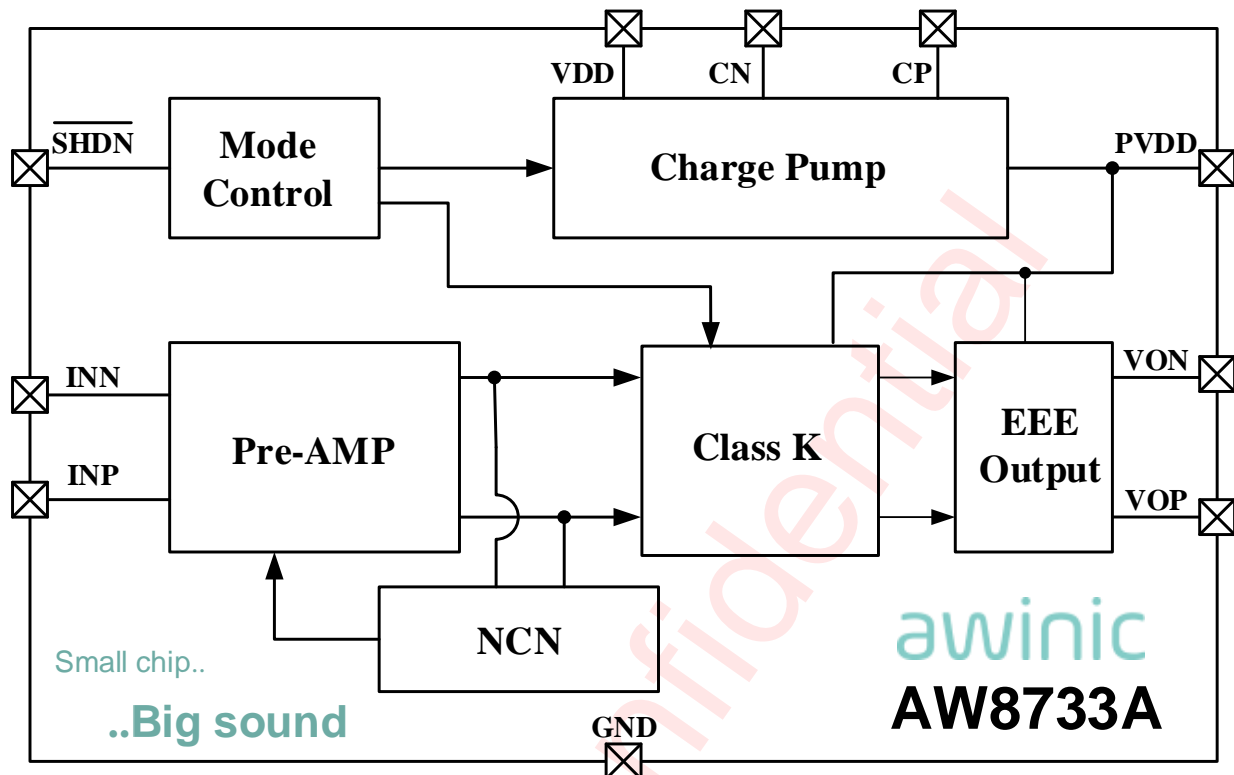 VDD
CN
CP
SHDN
Mode
Control
Charge Pump
PVDD
INN
INP
Pre-AMP
Class K
EEE
Output
VON
VOP
NCN
Small chip..
..Big sound
awinic
AW8733A
GND
nfidential